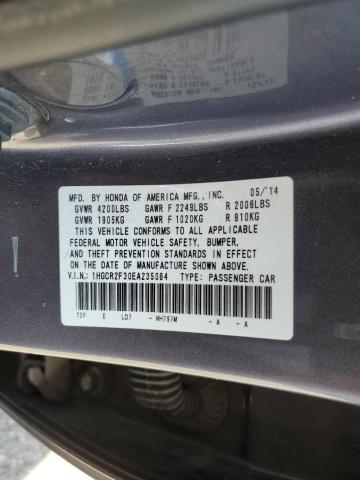 MFD. BY HONDA OF AMERICA MFG., INC. 05/'14
GVWR 4200LBS GAWR F 2249LBS R 2006LBS
GVWR 1905KG GAWR F 1020KG R 910KG
THIS VEHICLE CONFORMS TO ALL APPLICABLE
FEDERAL MOTOR VEHICLE SAFETY, BUMPER,
AND THEFT PREVENTION STANDARDS IN EFFECT
ON THE DATE OF MANUFACTURE SHOWN ABOVE.
V.I.N.: 1HGCR2F30EA235064 TYPE: PASSENGER CAR
T2F E LD7 -NH797M -A -A